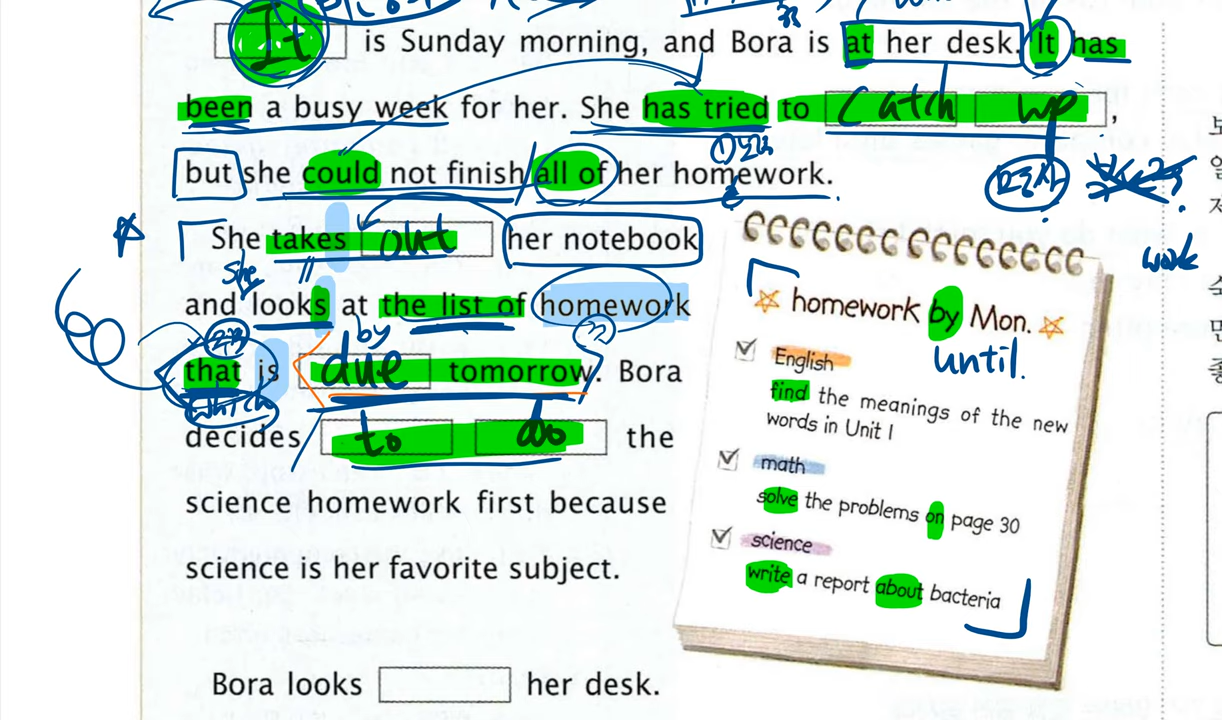 It is Sunday morning, and Bora is at her desk. It has
been a busy week for her. She has tried to catch up,
but she could not finish all of her homework.
She takes out her notebook
She
and looks at the list of homework
by
that is due tomorrow. Bora
which
decides to do the
science homework first because
science is her favorite subject.
Bora looks her desk.
work
homework by Mon.
until.
English
find the meanings of the new
words in Unit 1
math
solve the problems on page 30
science
write a report about bacteria